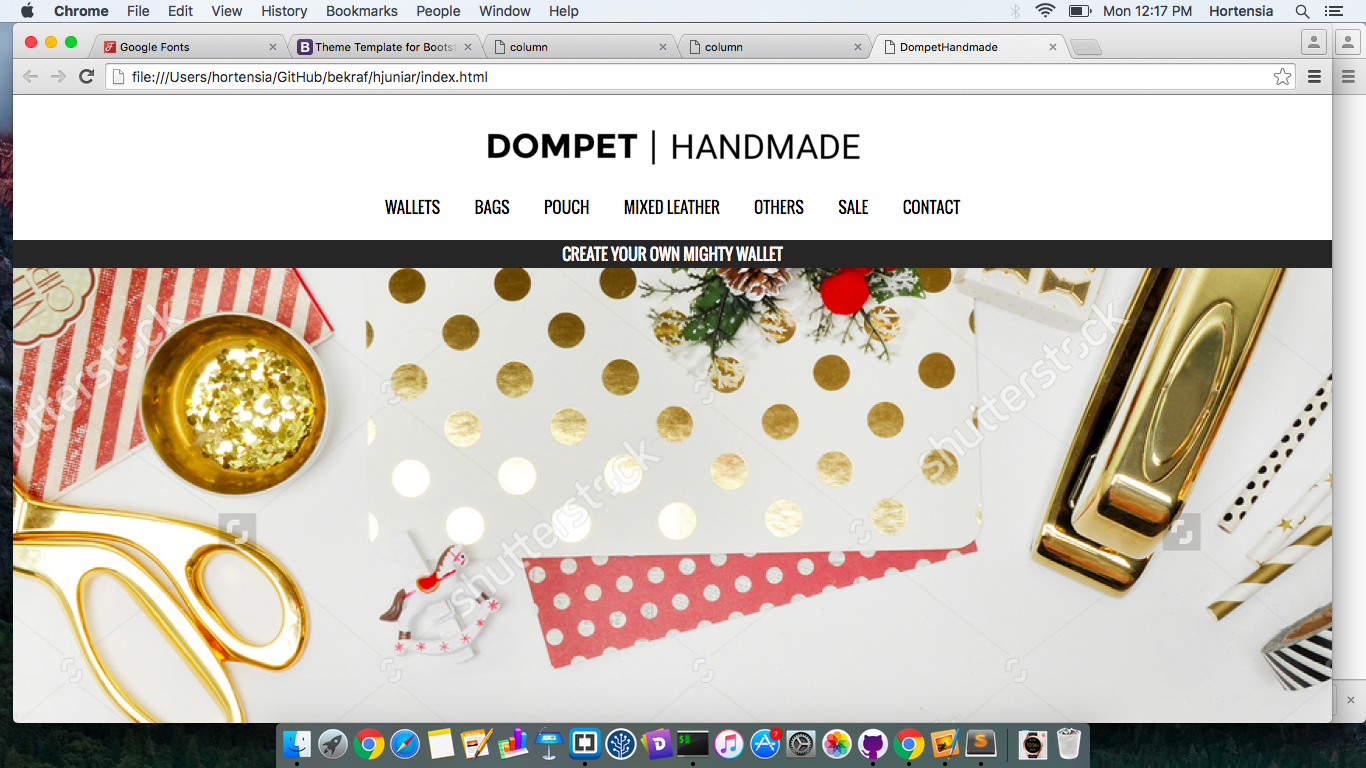 Chrome File Edit View History Bookmarks People Window Help Mon 12:17 PM Hortensia
Google Fonts
Theme Template for Bootst
column
column
DompetHandmade
file:///Users/hortensia/GitHub/bekraf/hjuniar/index.html
DOMPET | HANDMADE
WALLETS BAGS POUCH MIXED LEATHER OTHERS SALE CONTACT
CREATE YOUR OWN MIGHTY WALLET
shutterstock
shutterstock
shutterstock
shutterstock
7